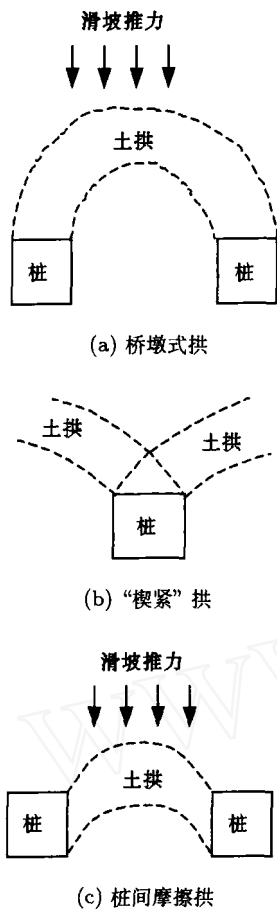 滑坡推力
土拱
桩 桩
(a) 桥墩式拱
土拱 土拱
桩
(b) “楔紧” 拱
滑坡推力
土拱
桩 桩
(c) 桩间摩擦拱